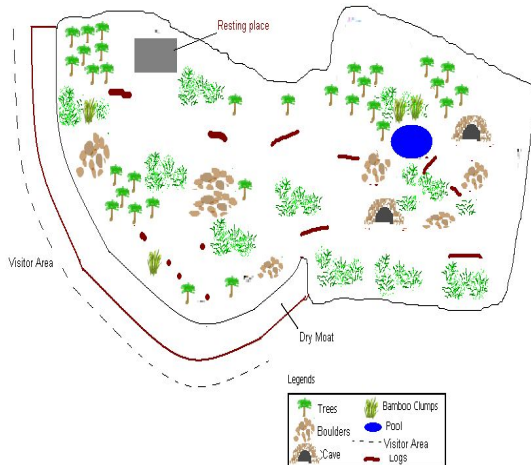 Resting place
Visitor Area
Dry Moat
Legends
Trees
Bamboo Clumps
Boulders
Pool
Visitor Area
Cave
Logs